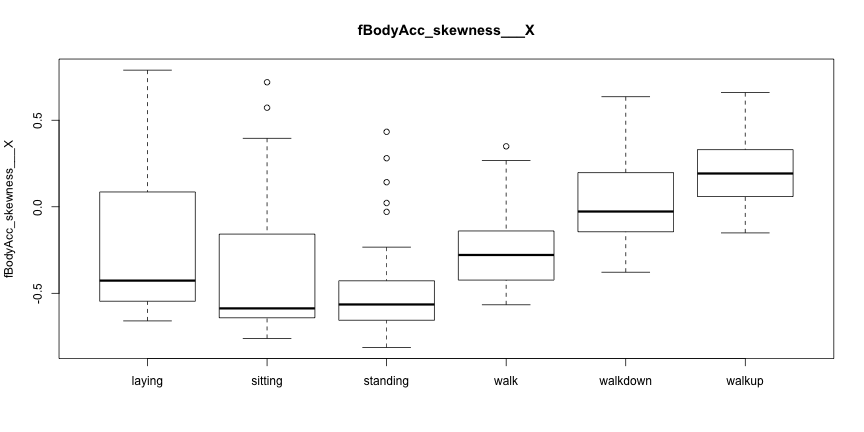 fBodyAcc_skewness___X
fBodyAcc_skewness___X
0.5
0.0
-0.5
laying sitting standing walk walkdown walkup